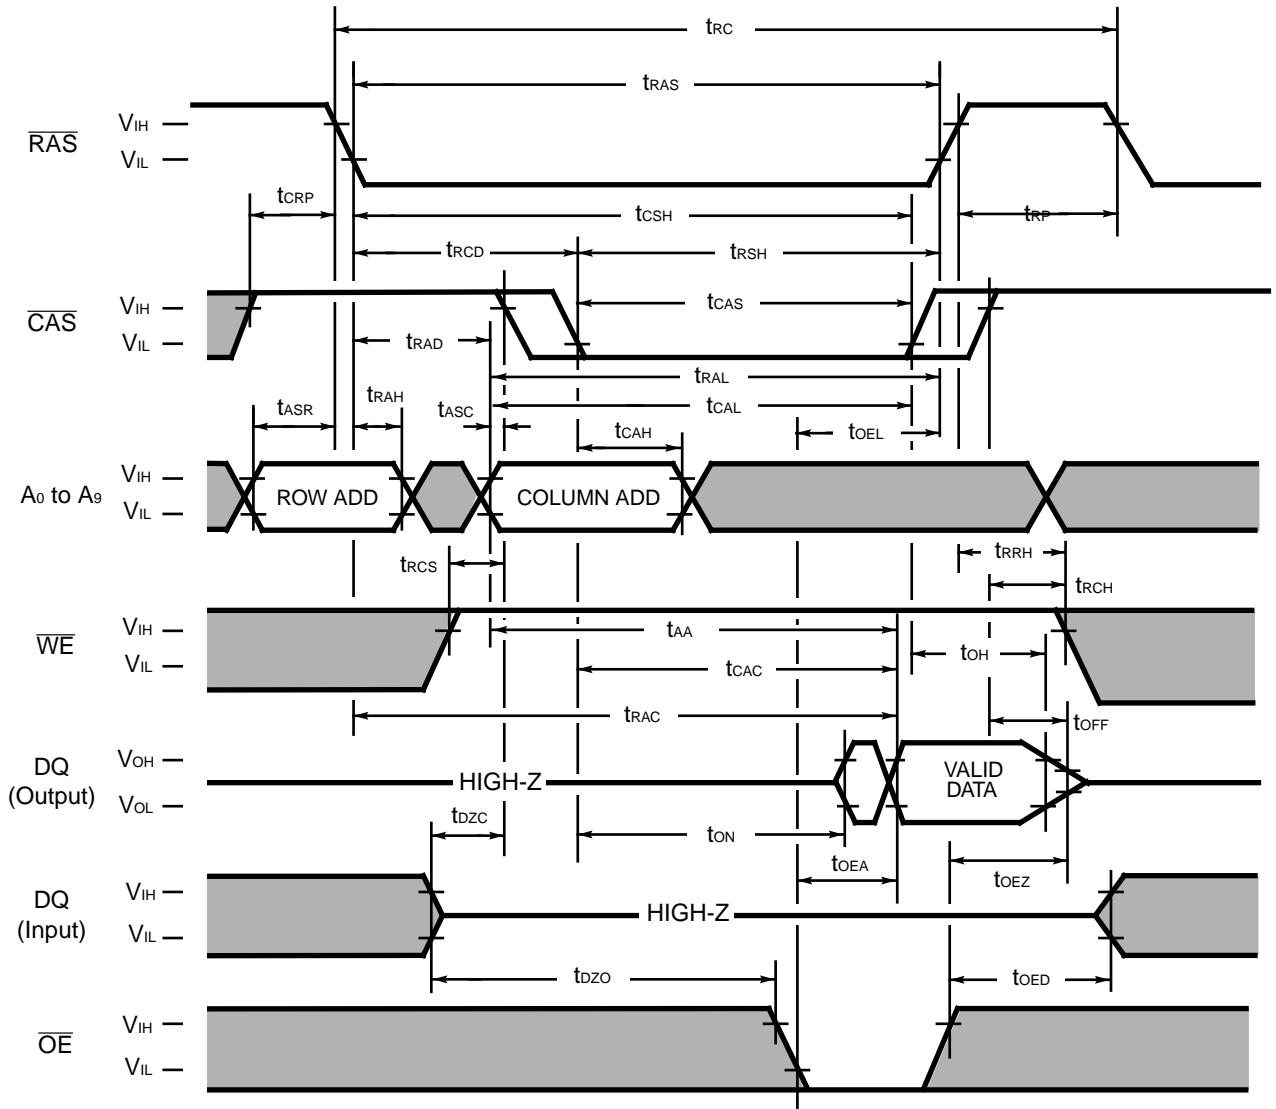 tRC
tRAS
RAS
VIH
VIL
tCRP
tCSH
tRP
tRCD
tRSH
CAS
VIH
VIL
tCAS
tRAD
tRAL
tASR
tRAH
tASC
tCAL
tCAH
tOEL
A0 to A9
VIH
VIL
ROW ADD
COLUMN ADD
tRCS
tRRH
tRCH
WE
VIH
VIL
tAA
tOH
tCAC
tRAC
tOFF
DQ
(Output)
VOH
VOL
HIGH-Z
VALID
DATA
tDZC
tON
tOEA
tOEZ
DQ
(Input)
VIH
VIL
HIGH-Z
tDZO
tOED
OE
VIH
VIL